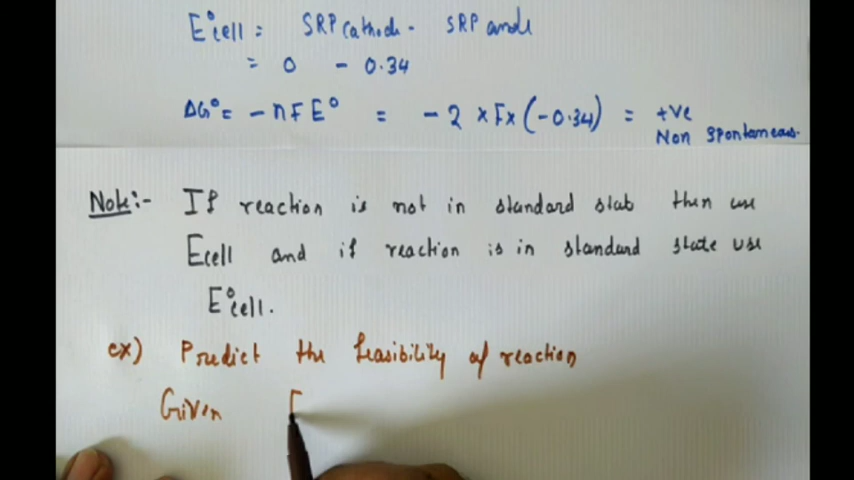 E°cell = SRP cathode - SRP anode
= 0 - 0.34
ΔG° = - n F E° = - 2 x F x (-0.34) = +ve
Non Spontaneous.
Note:- If reaction is not in standard state then use
Ecell and if reaction is in standard state use
E°cell.
ex) Predict the feasibility of reaction
Given